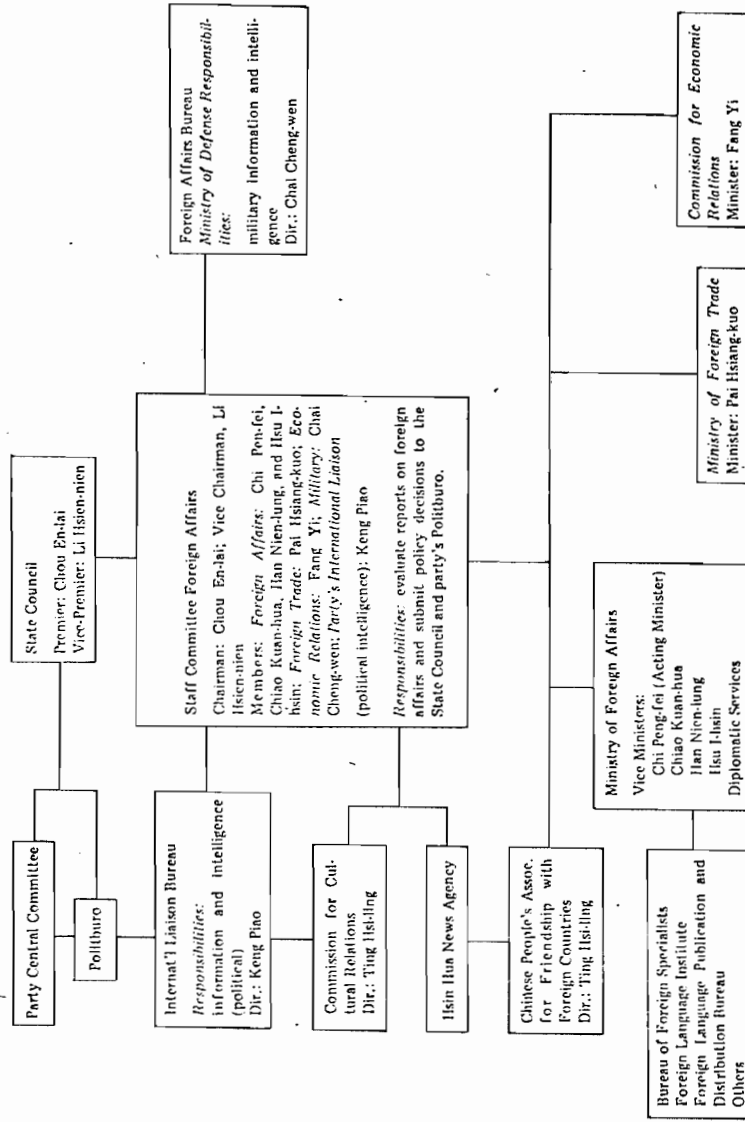 Party Central Committee
Politburo
State Council
Premier: Chou En-lai
Vice-Premier: Li Hsien-nien
Internat'l Liaison Bureau
Responsibilities:
information and intelligence
(political)
Dir.: Keng Piao
Staff Committee Foreign Affairs
Chairman: Chou En-lai; Vice Chairman, Li
Hsien-nien
Members: Foreign Affairs: Chi Pen-fei,
Chiao Kuan-hua, Han Nien-lung, and Hsu I-
hsin; Foreign Trade: Pai Hsiang-kuo; Eco-
nomic Relations: Fang Yi; Military: Chai
Cheng-wen; Party's International Liaison
(political intelligence): Keng Piao
Responsibilities: evaluate reports on foreign
affairs and submit policy decisions to the
State Council and party's Politburo.
Foreign Affairs Bureau
Ministry of Defense Responsibil-
ities:
military information and intelli-
gence
Dir.: Chai Cheng-wen
Commission for Cul-
tural Relations
Dir.: Ting Hsi-ling
Hsin Hua News Agency
Chinese People's Assoc.
for Friendship with
Foreign Countries
Dir.: Ting Hsi-ling
Bureau of Foreign Specialists
Foreign Language Institute
Foreign Language Publication and
Distribution Bureau
Others
Ministry of Foreign Affairs
Vice Ministers:
Chi Peng-fei (Acting Minister)
Chiao Kuan-hua
Han Nien-lung
Hsu I-hsin
Diplomatic Services
Ministry of Foreign Trade
Minister: Pai Hsiang-kuo
Commission for Economic
Relations
Minister: Fang Yi